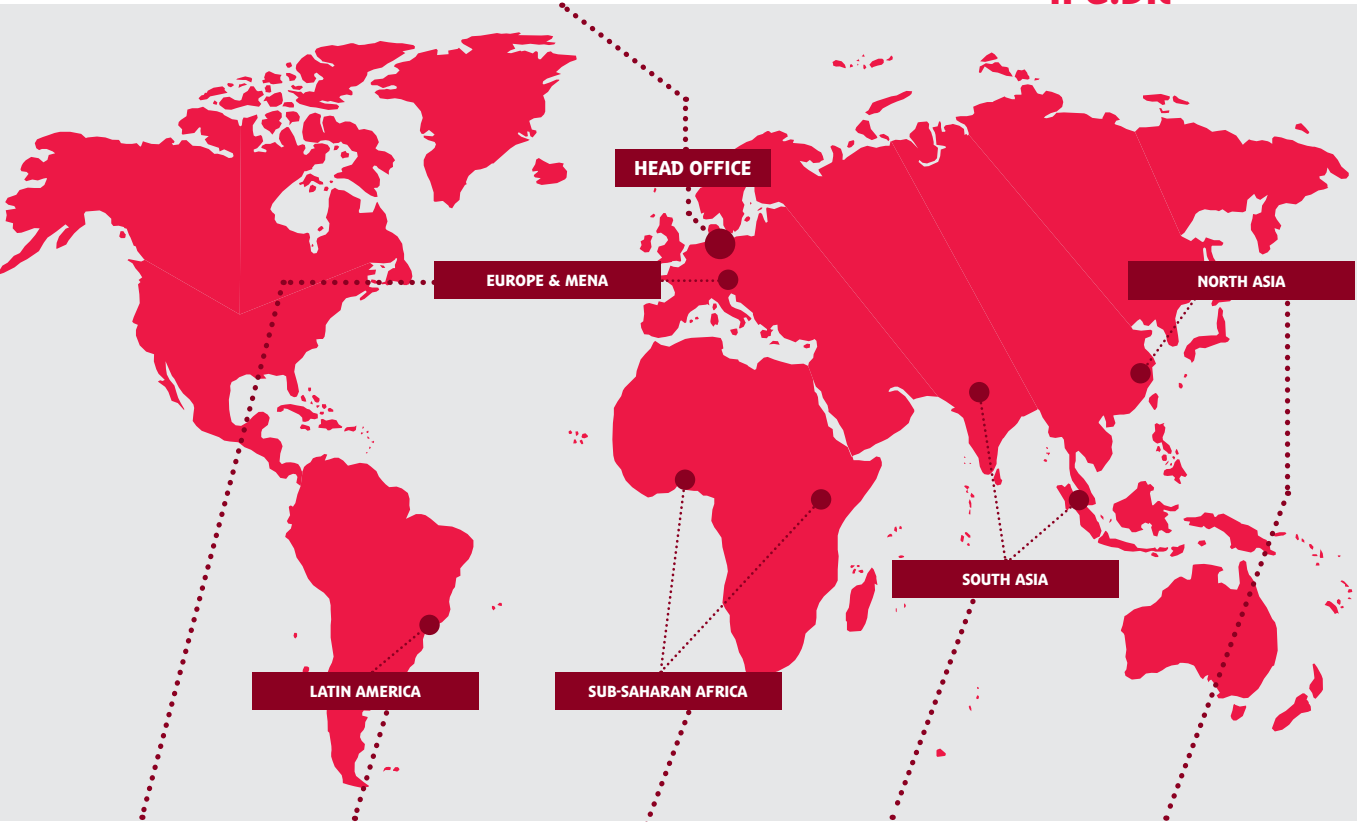 HEAD OFFICE
EUROPE & MENA
NORTH ASIA
SOUTH ASIA
LATIN AMERICA
SUB-SAHARAN AFRICA